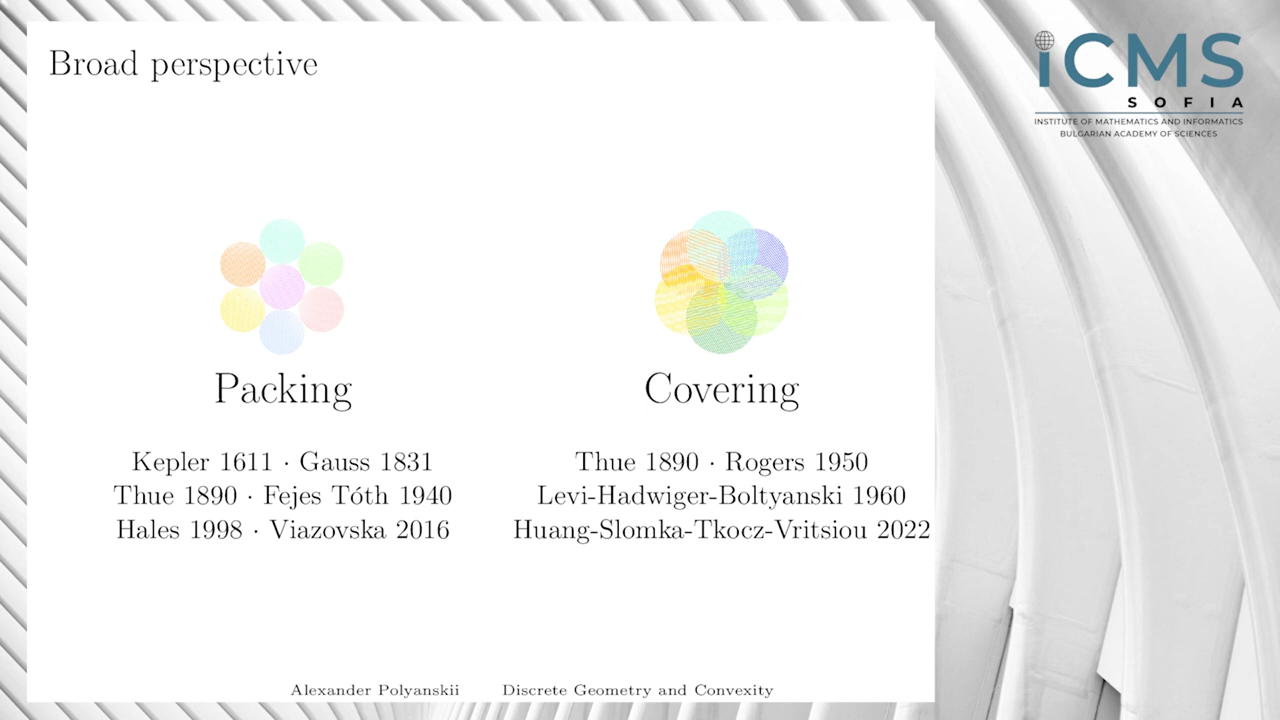 Broad perspective
Packing
Kepler 1611 · Gauss 1831
Thue 1890 · Fejes Tóth 1940
Hales 1998 · Viazovska 2016
Covering
Thue 1890 · Rogers 1950
Levi-Hadwiger-Boltyanski 1960
Huang-Slomka-Tkocz-Vritsiou 2022
Alexander Polyanskii Discrete Geometry and Convexity
iCMS
SOFIA
INSTITUTE OF MATHEMATICS AND INFORMATICS
BULGARIAN ACADEMY OF SCIENCES